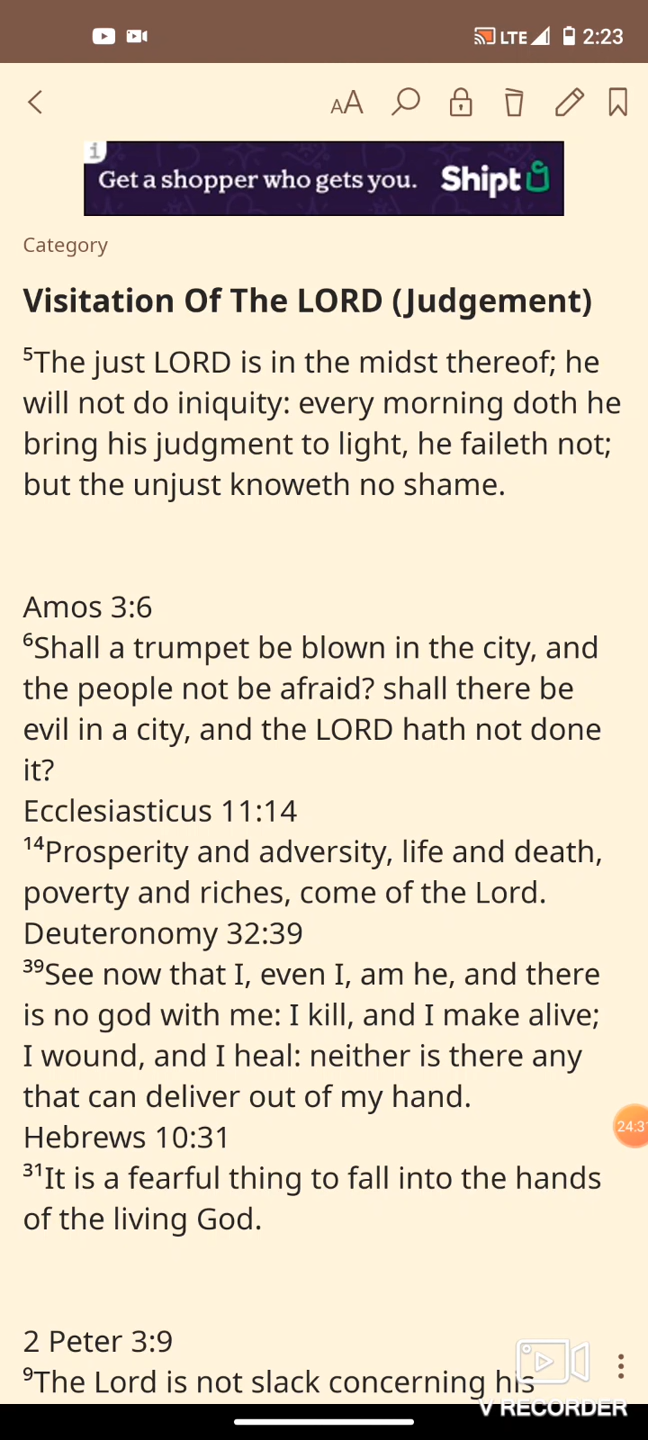 LTE 2:23
AA
i
Get a shopper who gets you. Shipt
Category
Visitation Of The LORD (Judgement)
⁵The just LORD is in the midst thereof; he
will not do iniquity: every morning doth he
bring his judgment to light, he faileth not;
but the unjust knoweth no shame.
Amos 3:6
⁶Shall a trumpet be blown in the city, and
the people not be afraid? shall there be
evil in a city, and the LORD hath not done
it?
Ecclesiasticus 11:14
¹⁴Prosperity and adversity, life and death,
poverty and riches, come of the Lord.
Deuteronomy 32:39
³⁹See now that I, even I, am he, and there
is no god with me: I kill, and I make alive;
I wound, and I heal: neither is there any
that can deliver out of my hand.
24:31
Hebrews 10:31
³¹It is a fearful thing to fall into the hands
of the living God.
2 Peter 3:9
⁹The Lord is not slack concerning his
V RECORDER